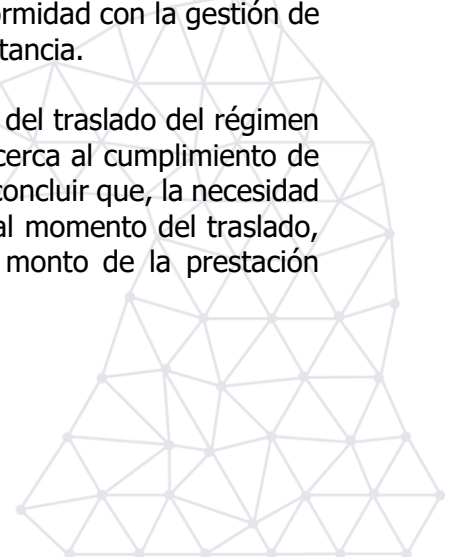 ormidad con la gestión de
tancia.
del traslado del régimen
cerca al cumplimiento de
concluir que, la necesidad
al momento del traslado,
monto de la prestación